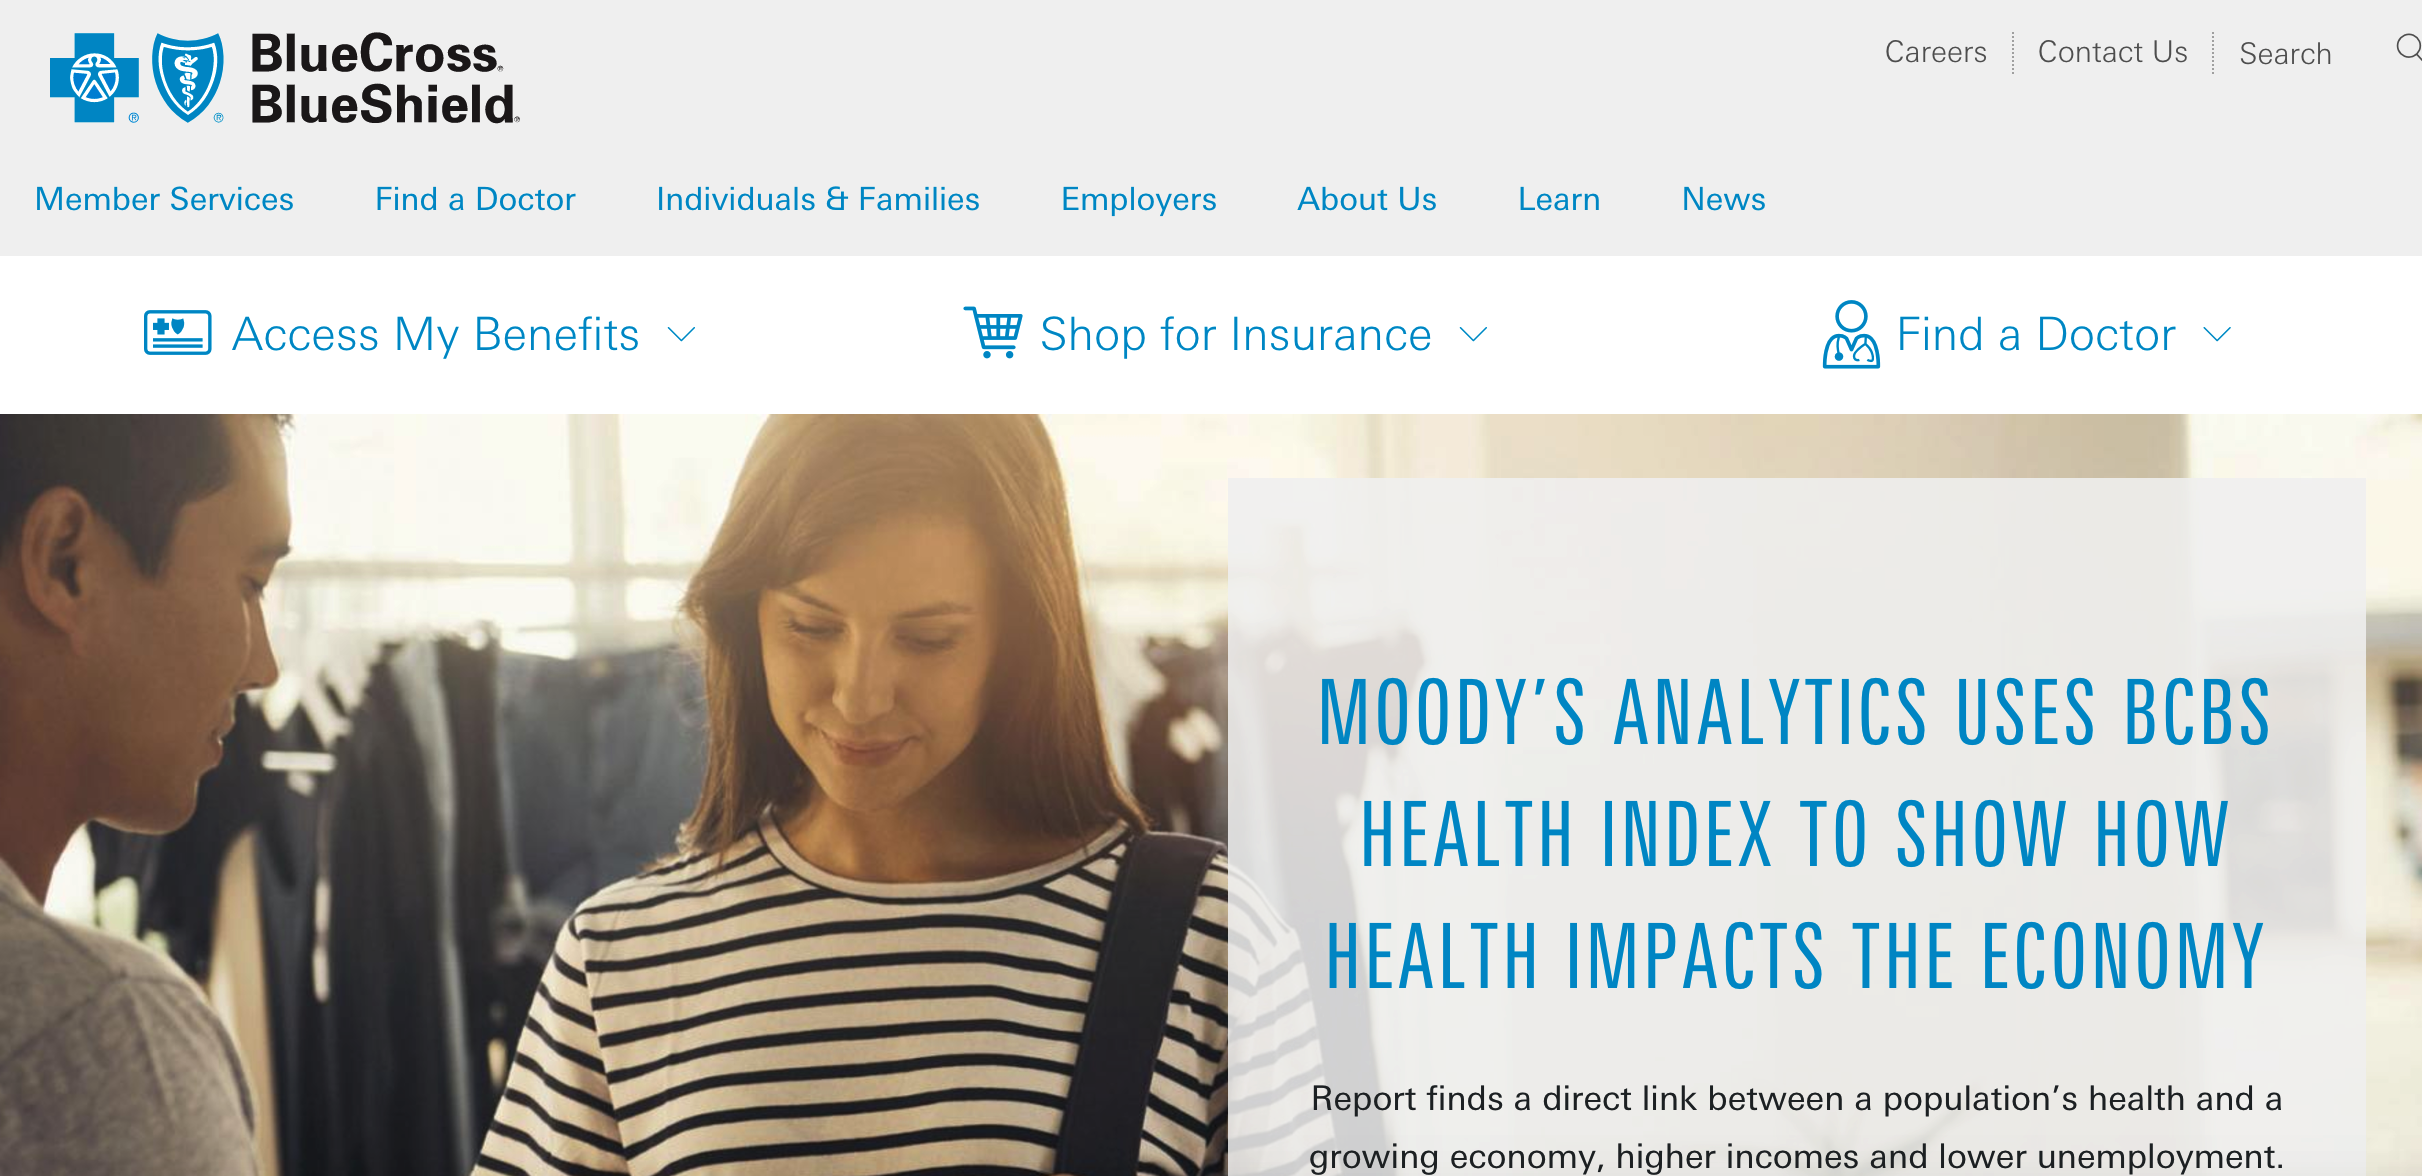 BlueCross®
BlueShield®
Careers
Contact Us
Search
Member Services
Find a Doctor
Individuals & Families
Employers
About Us
Learn
News
Access My Benefits
Shop for Insurance
Find a Doctor
MOODY’S ANALYTICS USES BCBS
HEALTH INDEX TO SHOW HOW
HEALTH IMPACTS THE ECONOMY
Report finds a direct link between a population’s health and a
growing economy, higher incomes and lower unemployment.